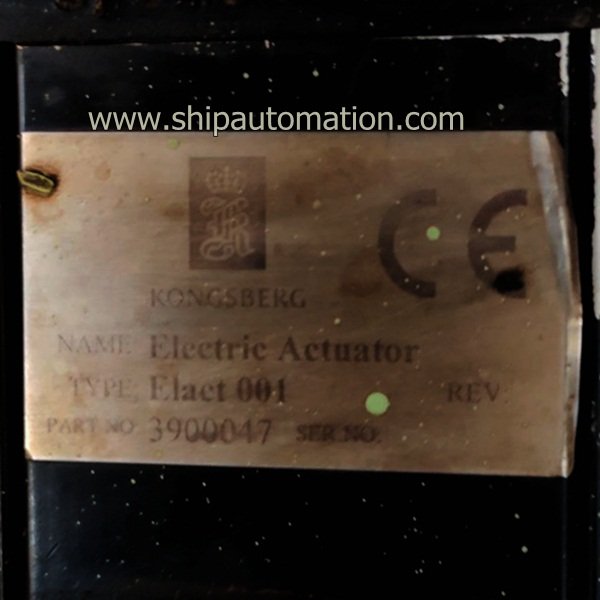 www.shipautomation.com
CE
KONGSBERG
NAME Electric Actuator
TYPE Elact 001 REV.
PART NO 3900047 SER.NO.